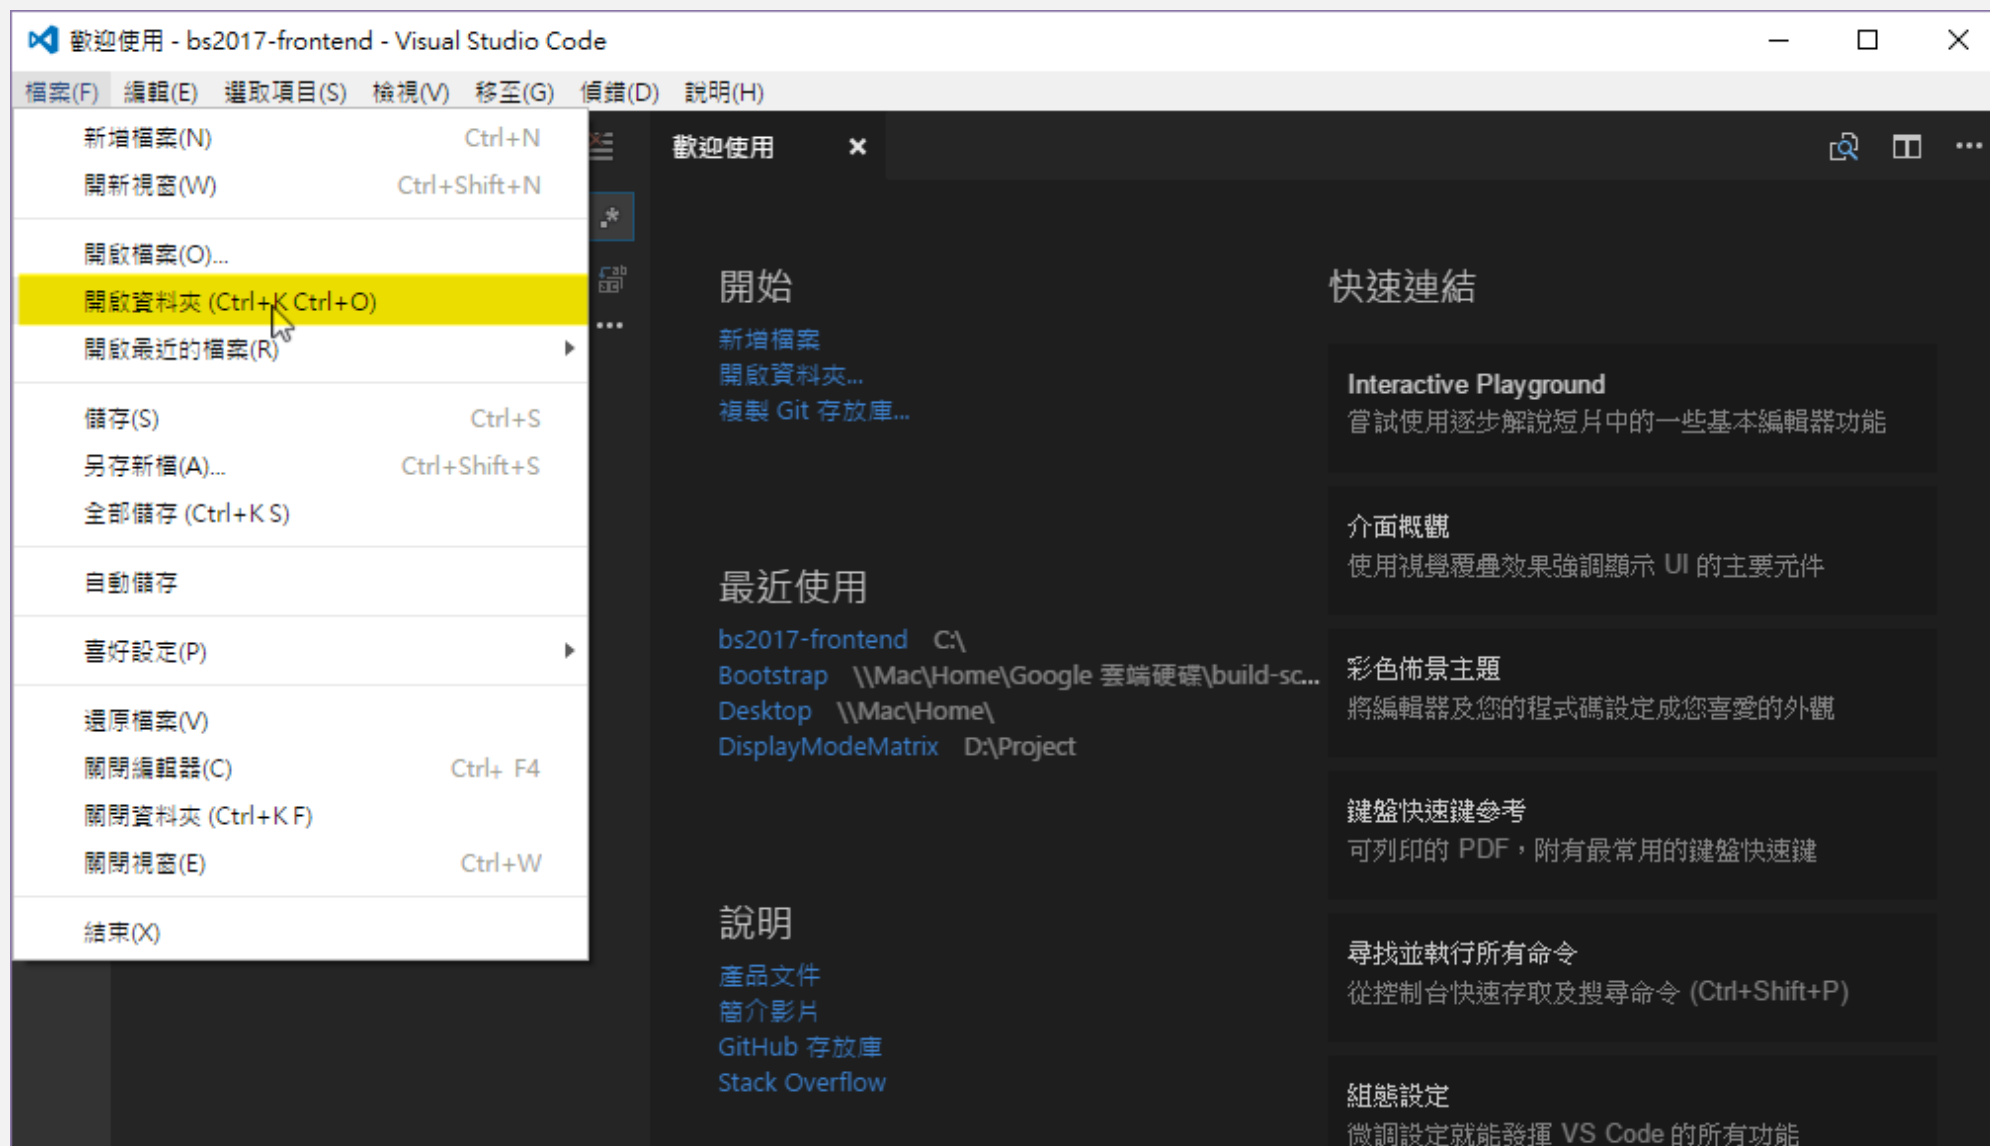 歡迎使用 - bs2017-frontend - Visual Studio Code
檔案(F) 編輯(E) 選取項目(S) 檢視(V) 移至(G) 偵錯(D) 說明(H)
新增檔案(N) Ctrl+N
開新視窗(W) Ctrl+Shift+N
開啟檔案(O)...
開啟資料夾 (Ctrl+K Ctrl+O)
開啟最近的檔案(R)
儲存(S) Ctrl+S
另存新檔(A)... Ctrl+Shift+S
全部儲存 (Ctrl+K S)
自動儲存
喜好設定(P)
還原檔案(V)
關閉編輯器(C) Ctrl+ F4
關閉資料夾 (Ctrl+K F)
關閉視窗(E) Ctrl+W
結束(X)
歡迎使用
開始
新增檔案
開啟資料夾...
複製 Git 存放庫...
最近使用
bs2017-frontend C:\
Bootstrap \\Mac\Home\Google 雲端硬碟\build-sc...
Desktop \\Mac\Home\
DisplayModeMatrix D:\Project
說明
產品文件
簡介影片
GitHub 存放庫
Stack Overflow
快速連結
Interactive Playground
嘗試使用逐步解說短片中的一些基本編輯器功能
介面概觀
使用視覺覆疊效果強調顯示 UI 的主要元件
彩色佈景主題
將編輯器及您的程式碼設定成您喜愛的外觀
鍵盤快速鍵參考
可列印的 PDF，附有最常用的鍵盤快速鍵
尋找並執行所有命令
從控制台快速存取及搜尋命令 (Ctrl+Shift+P)
組態設定
微調設定就能發揮 VS Code 的所有功能